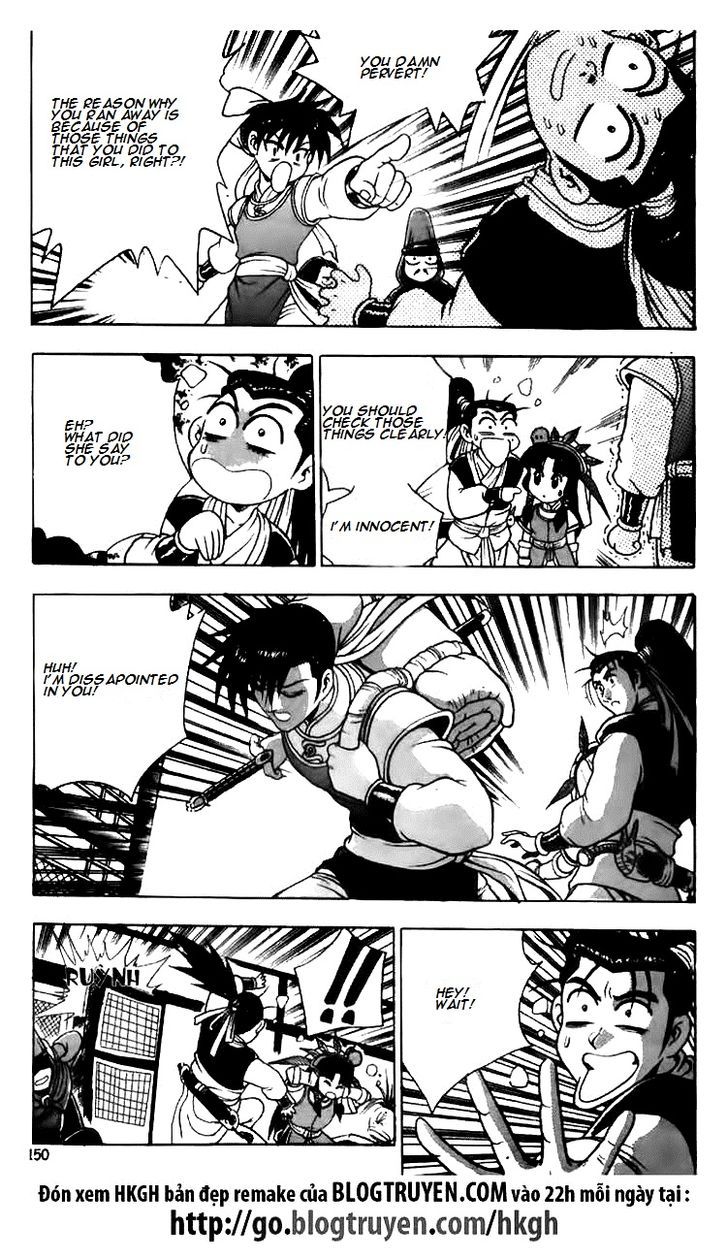 YOU DAMN
PERVERT!
THE REASON WHY
YOU RAN AWAY IS
BECAUSE OF
THOSE THINGS
THAT YOU DID TO
THIS GIRL, RIGHT?!
EH?
WHAT DID
SHE SAY
TO YOU?
YOU SHOULD
CHECK THOSE
THINGS CLEARLY!
I'M INNOCENT!
HUH!
I'M DISSAPOINTED
IN YOU!
RUỲNH
!!
HEY!
WAIT!
150
Đón xem HKGH bản đẹp remake của BLOGTRUYEN.COM vào 22h mỗi ngày tại :
http://go.blogtruyen.com/hkgh